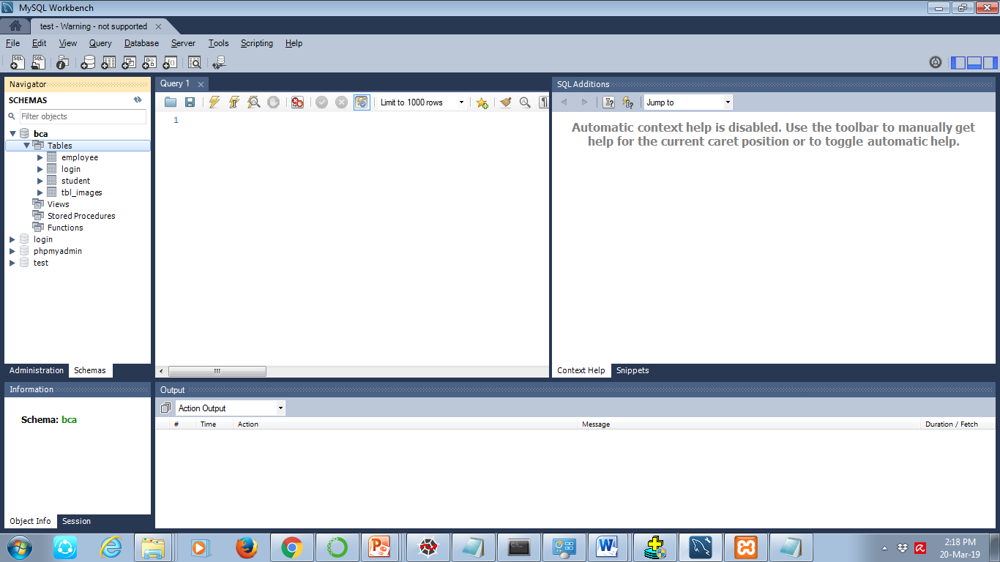 MySQL Workbench
test - Warning - not supported
File Edit View Query Database Server Tools Scripting Help
Navigator
SCHEMAS
Filter objects
bca
Tables
employee
login
student
tbl_images
Views
Stored Procedures
Functions
login
phpmyadmin
test
Administration Schemas
Information
Schema: bca
Object Info Session
Query 1
Limit to 1000 rows
1
SQL Additions
Jump to
Automatic context help is disabled. Use the toolbar to manually get
help for the current caret position or to toggle automatic help.
Context Help Snippets
Output
Action Output
# Time Action Message Duration / Fetch
2:18 PM
20-Mar-19